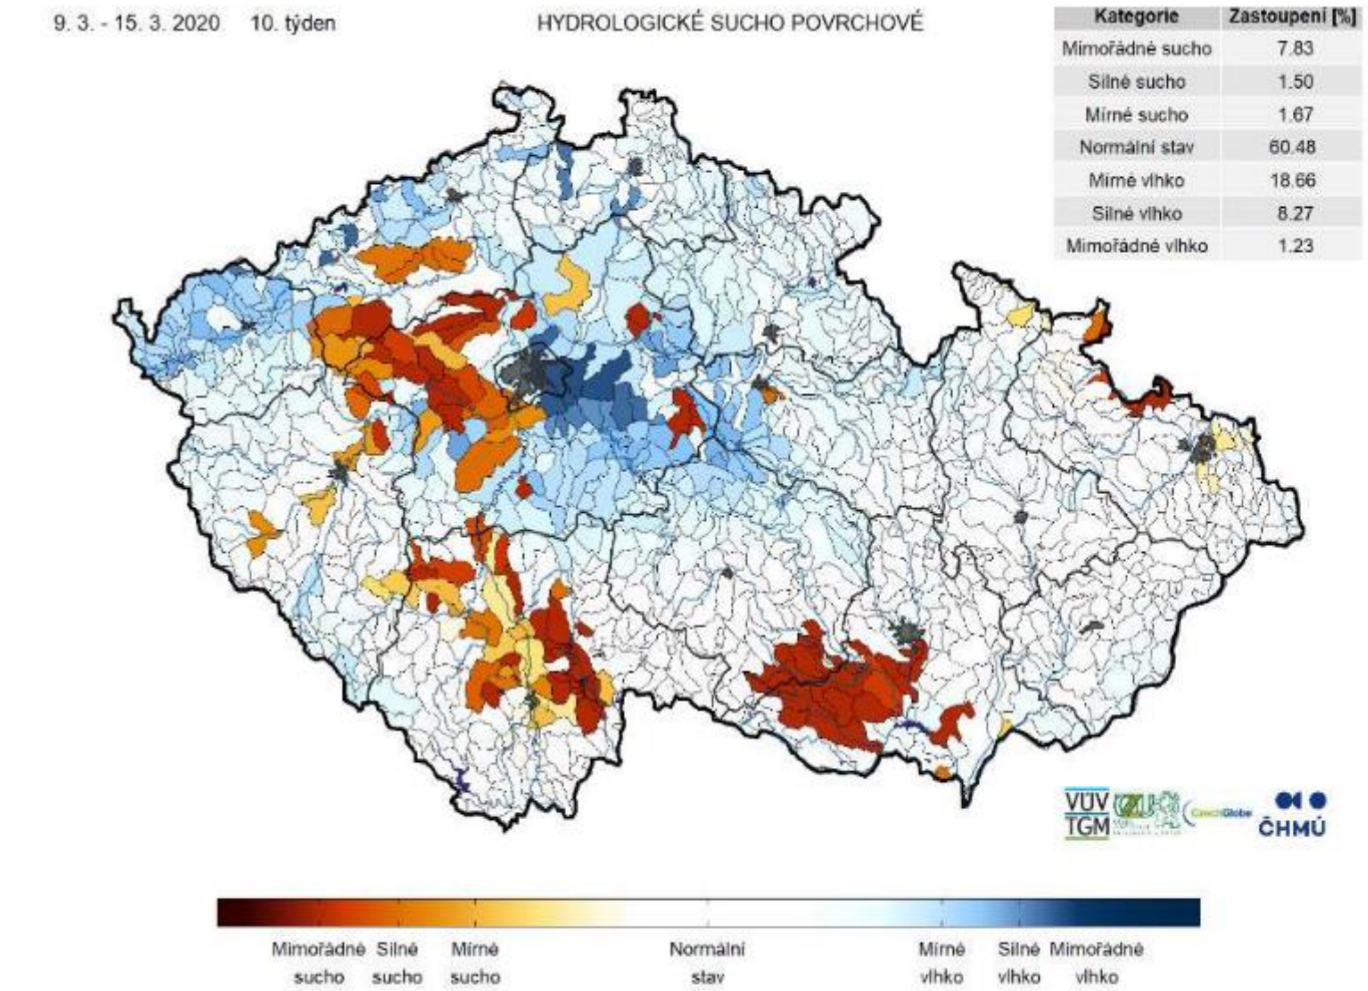 9. 3. - 15. 3. 2020 10. týden
HYDROLOGICKÉ SUCHO POVRCHOVÉ
Kategorie Zastoupení [%]
Mimořádné sucho 7.83
Silné sucho 1.50
Mírné sucho 1.67
Normální stav 60.48
Mírné vlhko 18.66
Silné vlhko 8.27
Mimořádné vlhko 1.23
VÚV
TGM
CzechGlobe
ČHMÚ
Mimořádné sucho
Silné sucho
Mírné sucho
Normální stav
Mírné vlhko
Silné vlhko
Mimořádné vlhko